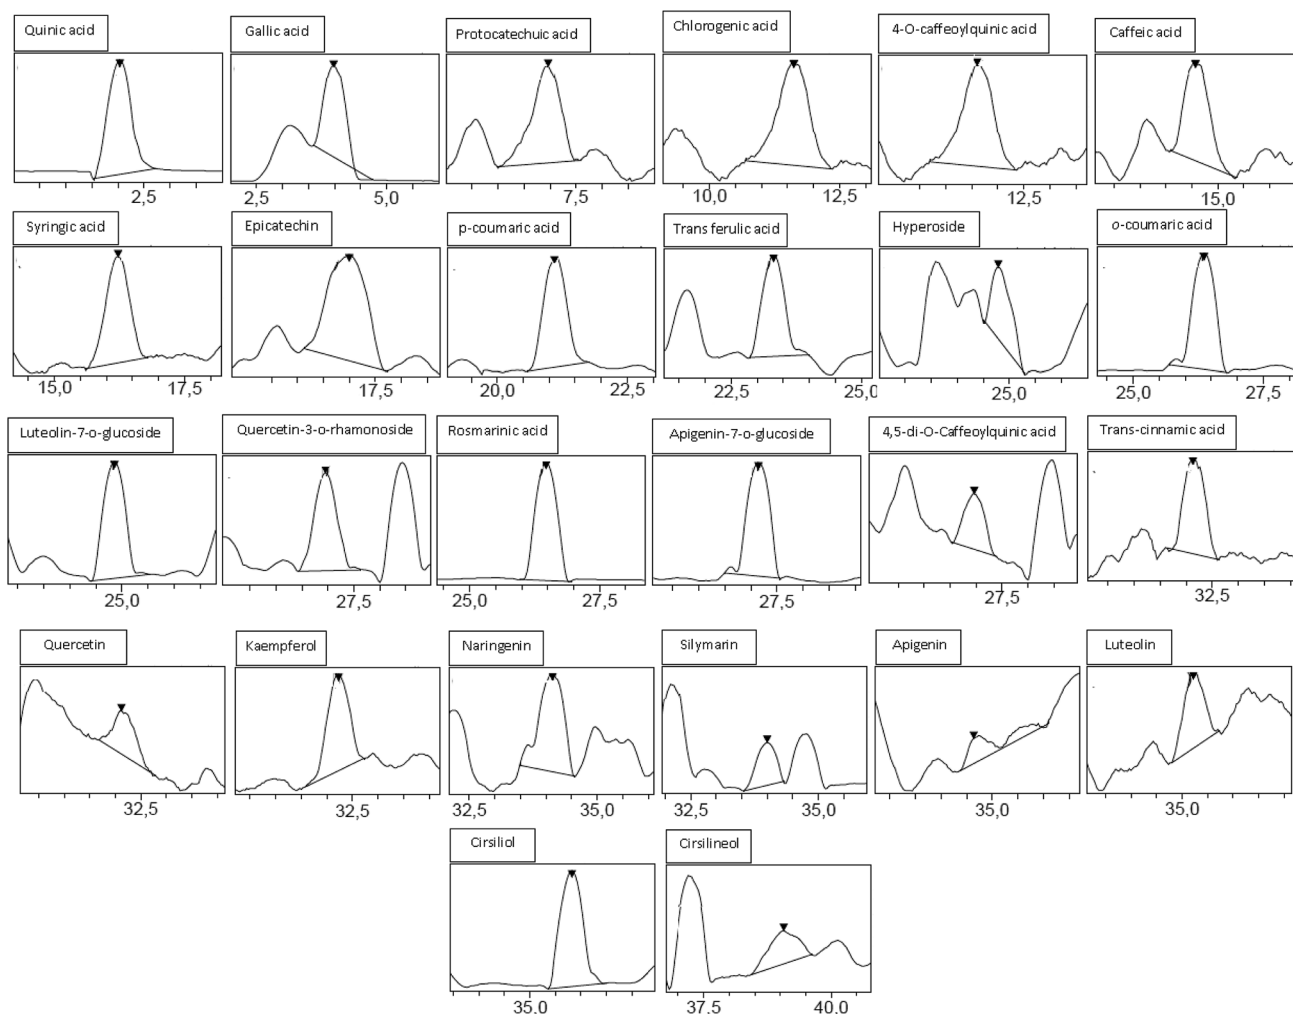 Quinic acid
Gallic acid
Protocatechuic acid
Chlorogenic acid
4-O-caffeoylquinic acid
Caffeic acid
2,5
2,5 5,0
7,5
10,0 12,5
12,5
15,0
Syringic acid
Epicatechin
p-coumaric acid
Trans ferulic acid
Hyperoside
o-coumaric acid
15,0 17,5
17,5
20,0 22,5
22,5 25,0
25,0
25,0 27,5
Luteolin-7-o-glucoside
Quercetin-3-o-rhamonoside
Rosmarinic acid
Apigenin-7-o-glucoside
4,5-di-O-Caffeoylquinic acid
Trans-cinnamic acid
25,0
27,5
25,0 27,5
27,5
27,5
32,5
Quercetin
Kaempferol
Naringenin
Silymarin
Apigenin
Luteolin
32,5
32,5
32,5 35,0
32,5 35,0
35,0
35,0
Cirsiliol
Cirsilineol
35.0
37.5 40.0